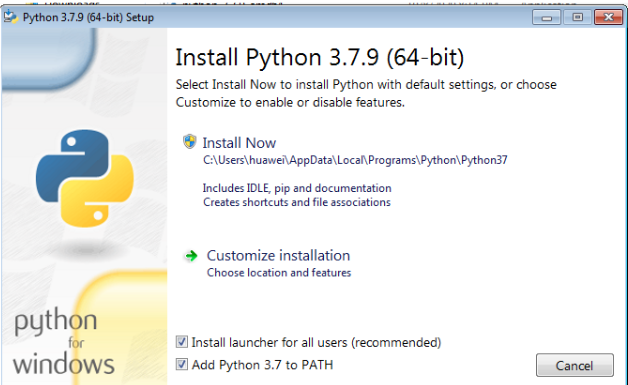 Python 3.7.9 (64-bit) Setup
Install Python 3.7.9 (64-bit)
Select Install Now to install Python with default settings, or choose
Customize to enable or disable features.
Install Now
C:\Users\huawei\AppData\Local\Programs\Python\Python37
Includes IDLE, pip and documentation
Creates shortcuts and file associations
Customize installation
Choose location and features
python
for
windows
Install launcher for all users (recommended)
Add Python 3.7 to PATH
Cancel